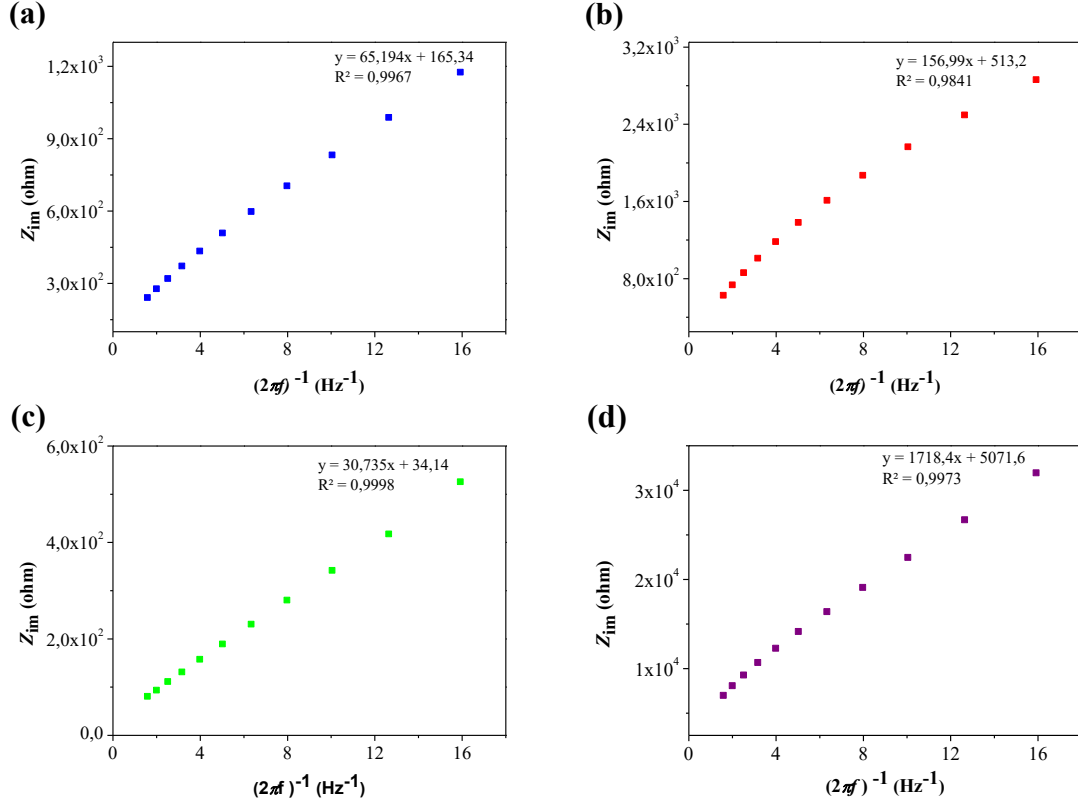 (a)
y = 65,194x + 165,34
R² = 0,9967
1,2x10³
9,0x10²
6,0x10²
3,0x10²
Zim (ohm)
0 4 8 12 16
(2πf)⁻¹ (Hz⁻¹)
(b)
y = 156,99x + 513,2
R² = 0,9841
3,2x10³
2,4x10³
1,6x10³
8,0x10²
Zim (ohm)
0 4 8 12 16
(2πf)⁻¹ (Hz⁻¹)
(c)
y = 30,735x + 34,14
R² = 0,9998
6,0x10²
4,0x10²
2,0x10²
0,0
Zim (ohm)
0 4 8 12 16
(2πf )⁻¹ (Hz⁻¹)
(d)
y = 1718,4x + 5071,6
R² = 0,9973
3x10⁴
2x10⁴
1x10⁴
Zim (ohm)
0 4 8 12 16
(2πf )⁻¹ (Hz⁻¹)